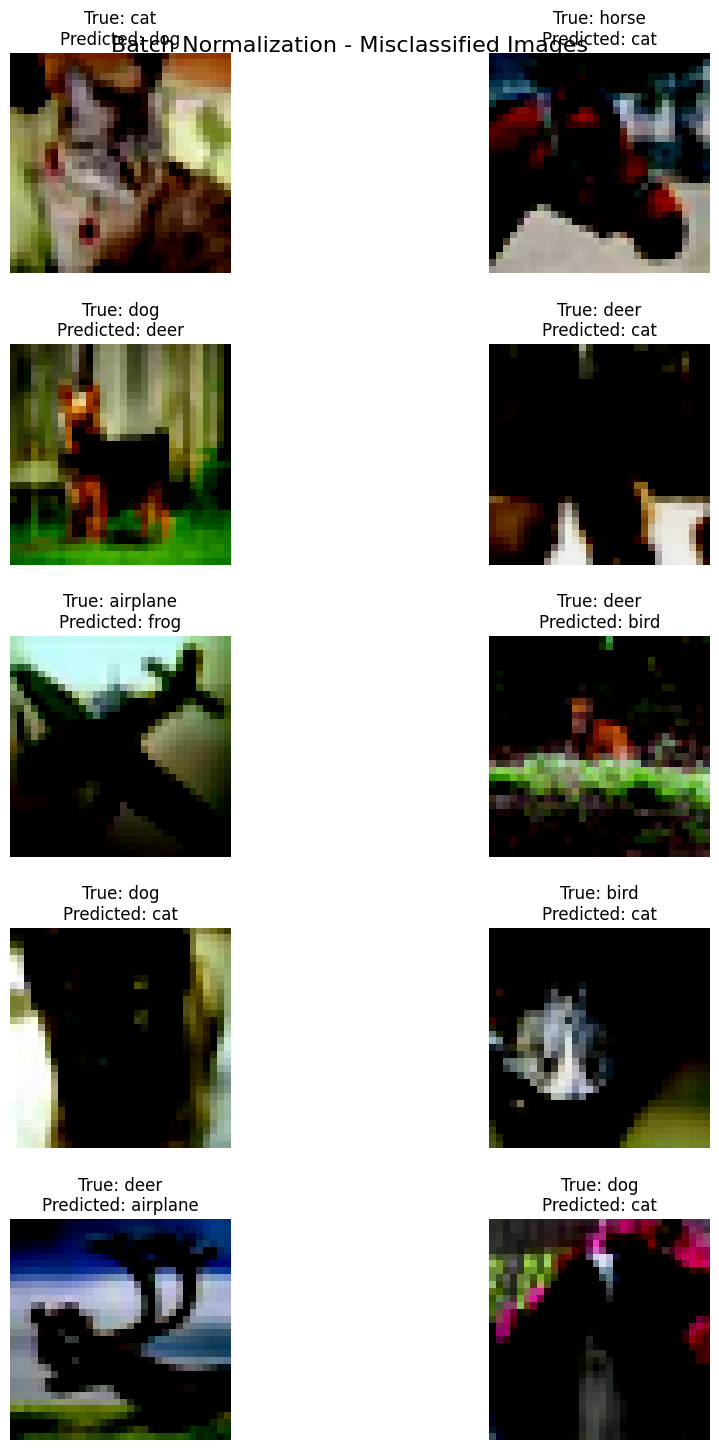 True: cat
Predicted: dog
Batch Normalization - Misclassified Images
True: horse
Predicted: cat
True: dog
Predicted: deer
True: deer
Predicted: cat
True: airplane
Predicted: frog
True: deer
Predicted: bird
True: dog
Predicted: cat
True: bird
Predicted: cat
True: deer
Predicted: airplane
True: dog
Predicted: cat